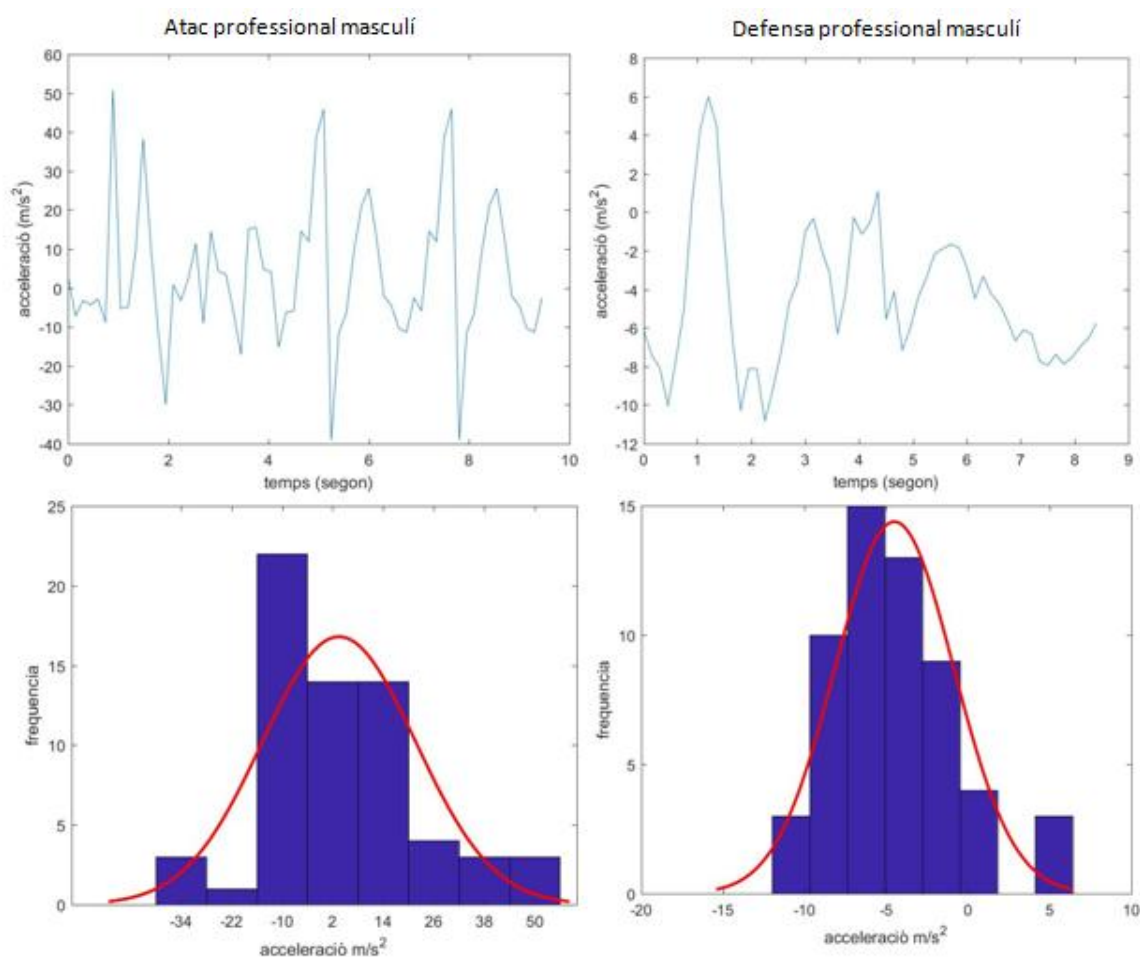 Atac professional masculí
Defensa professional masculí
60
50
40
30
20
10
0
-10
-20
-30
-40
acceleració (m/s²)
0 2 4 6 8 10
temps (segon)
8
6
4
2
0
-2
-4
-6
-8
-10
-12
acceleració (m/s²)
0 1 2 3 4 5 6 7 8 9
temps (segon)
25
20
15
10
5
0
frequencia
-34 -22 -10 2 14 26 38 50
acceleració m/s²
15
10
5
0
frequencia
-20 -15 -10 -5 0 5 10
acceleració m/s²